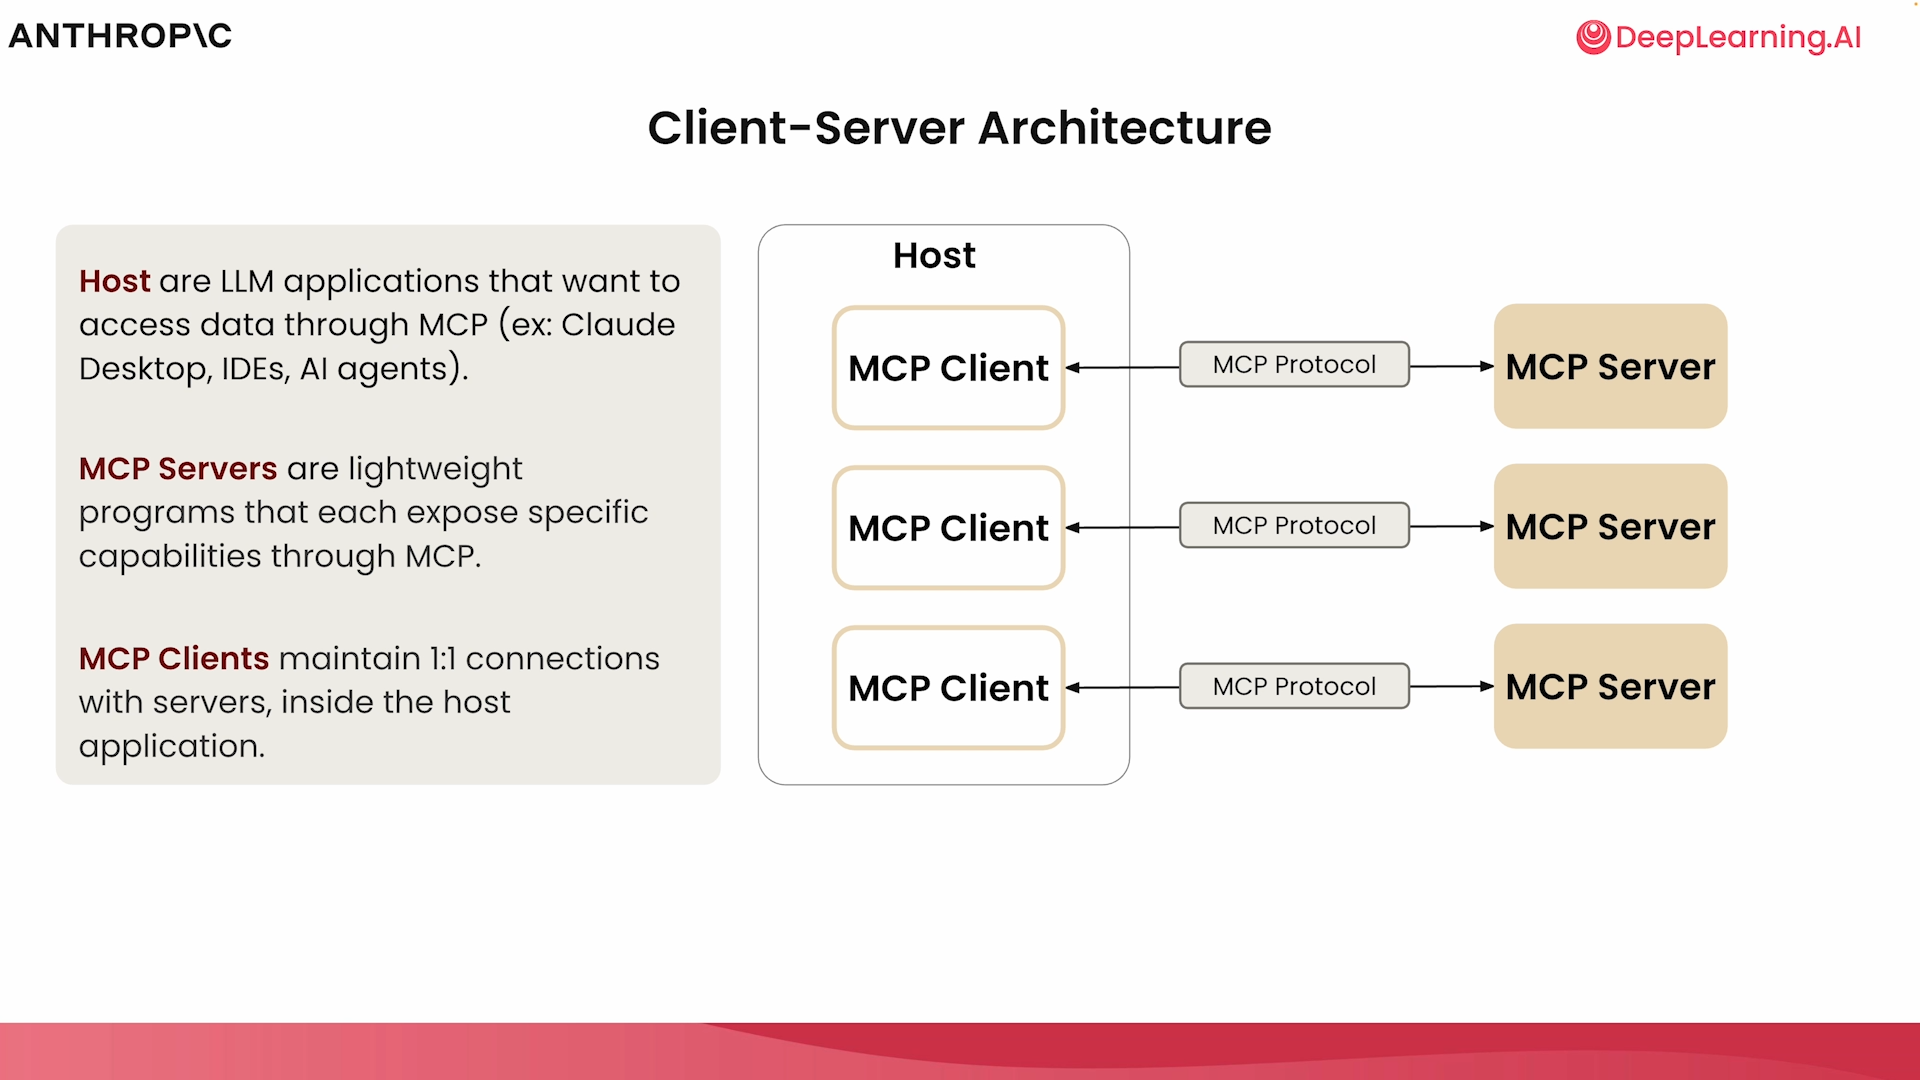 ANTHROP\C
DeepLearning.AI
Client-Server Architecture
Host are LLM applications that want to
access data through MCP (ex: Claude
Desktop, IDEs, AI agents).
MCP Servers are lightweight
programs that each expose specific
capabilities through MCP.
MCP Clients maintain 1:1 connections
with servers, inside the host
application.
Host
MCP Client
MCP Protocol
MCP Server
MCP Client
MCP Protocol
MCP Server
MCP Client
MCP Protocol
MCP Server